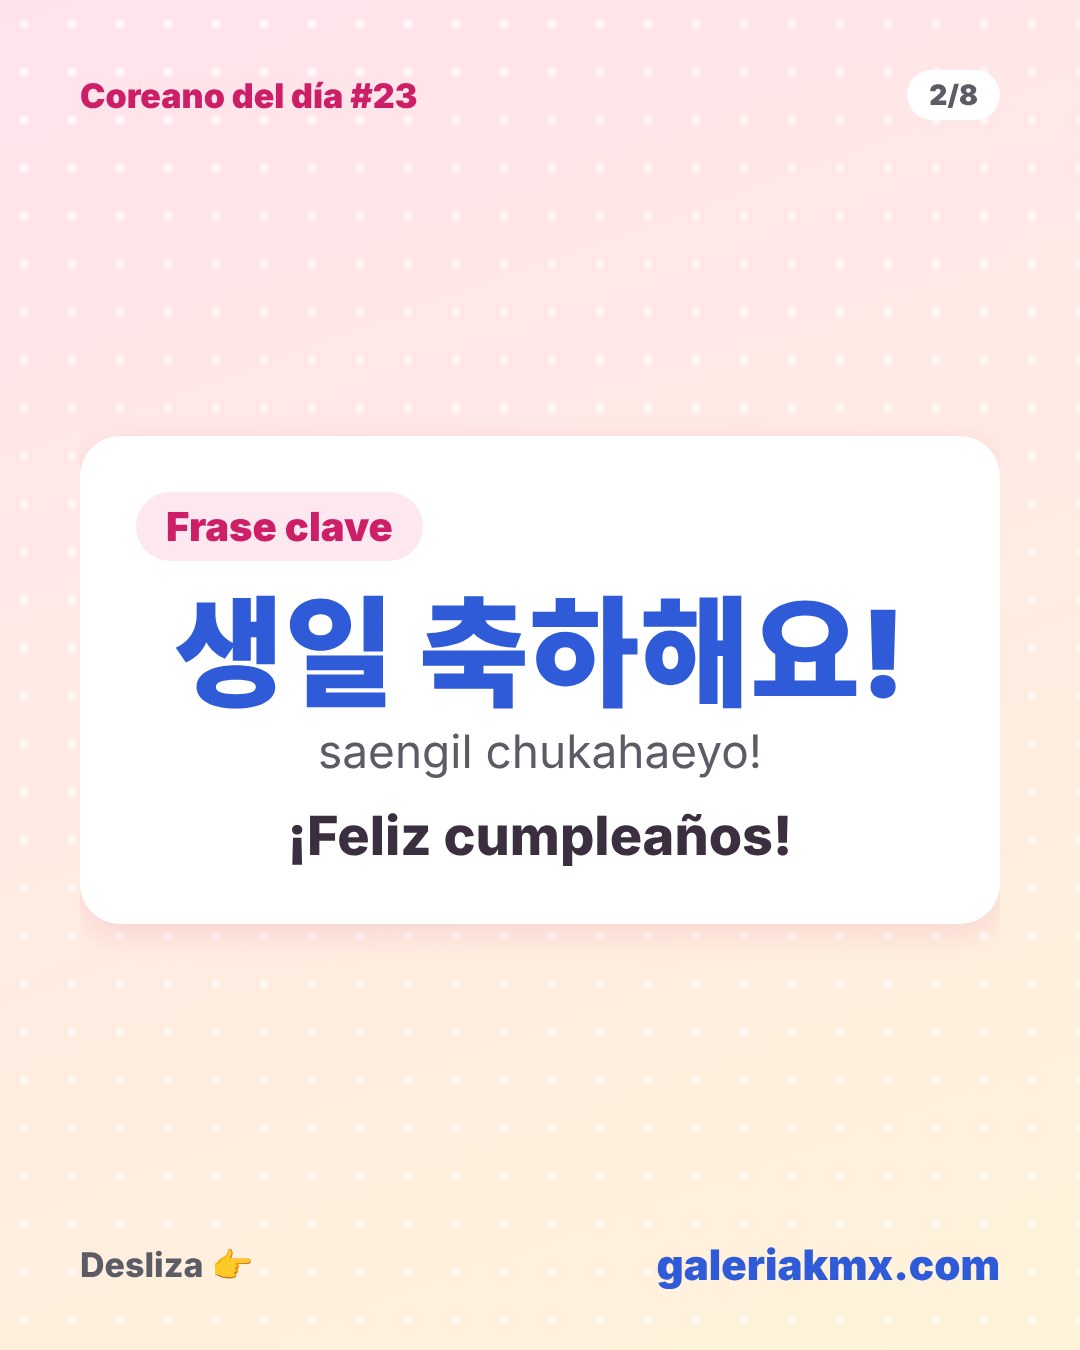 Coreano del día #23
2/8
Frase clave
생일 축하해요!
saengil chukahaeyo!
¡Feliz cumpleaños!
Desliza 👉
galeriakmx.com